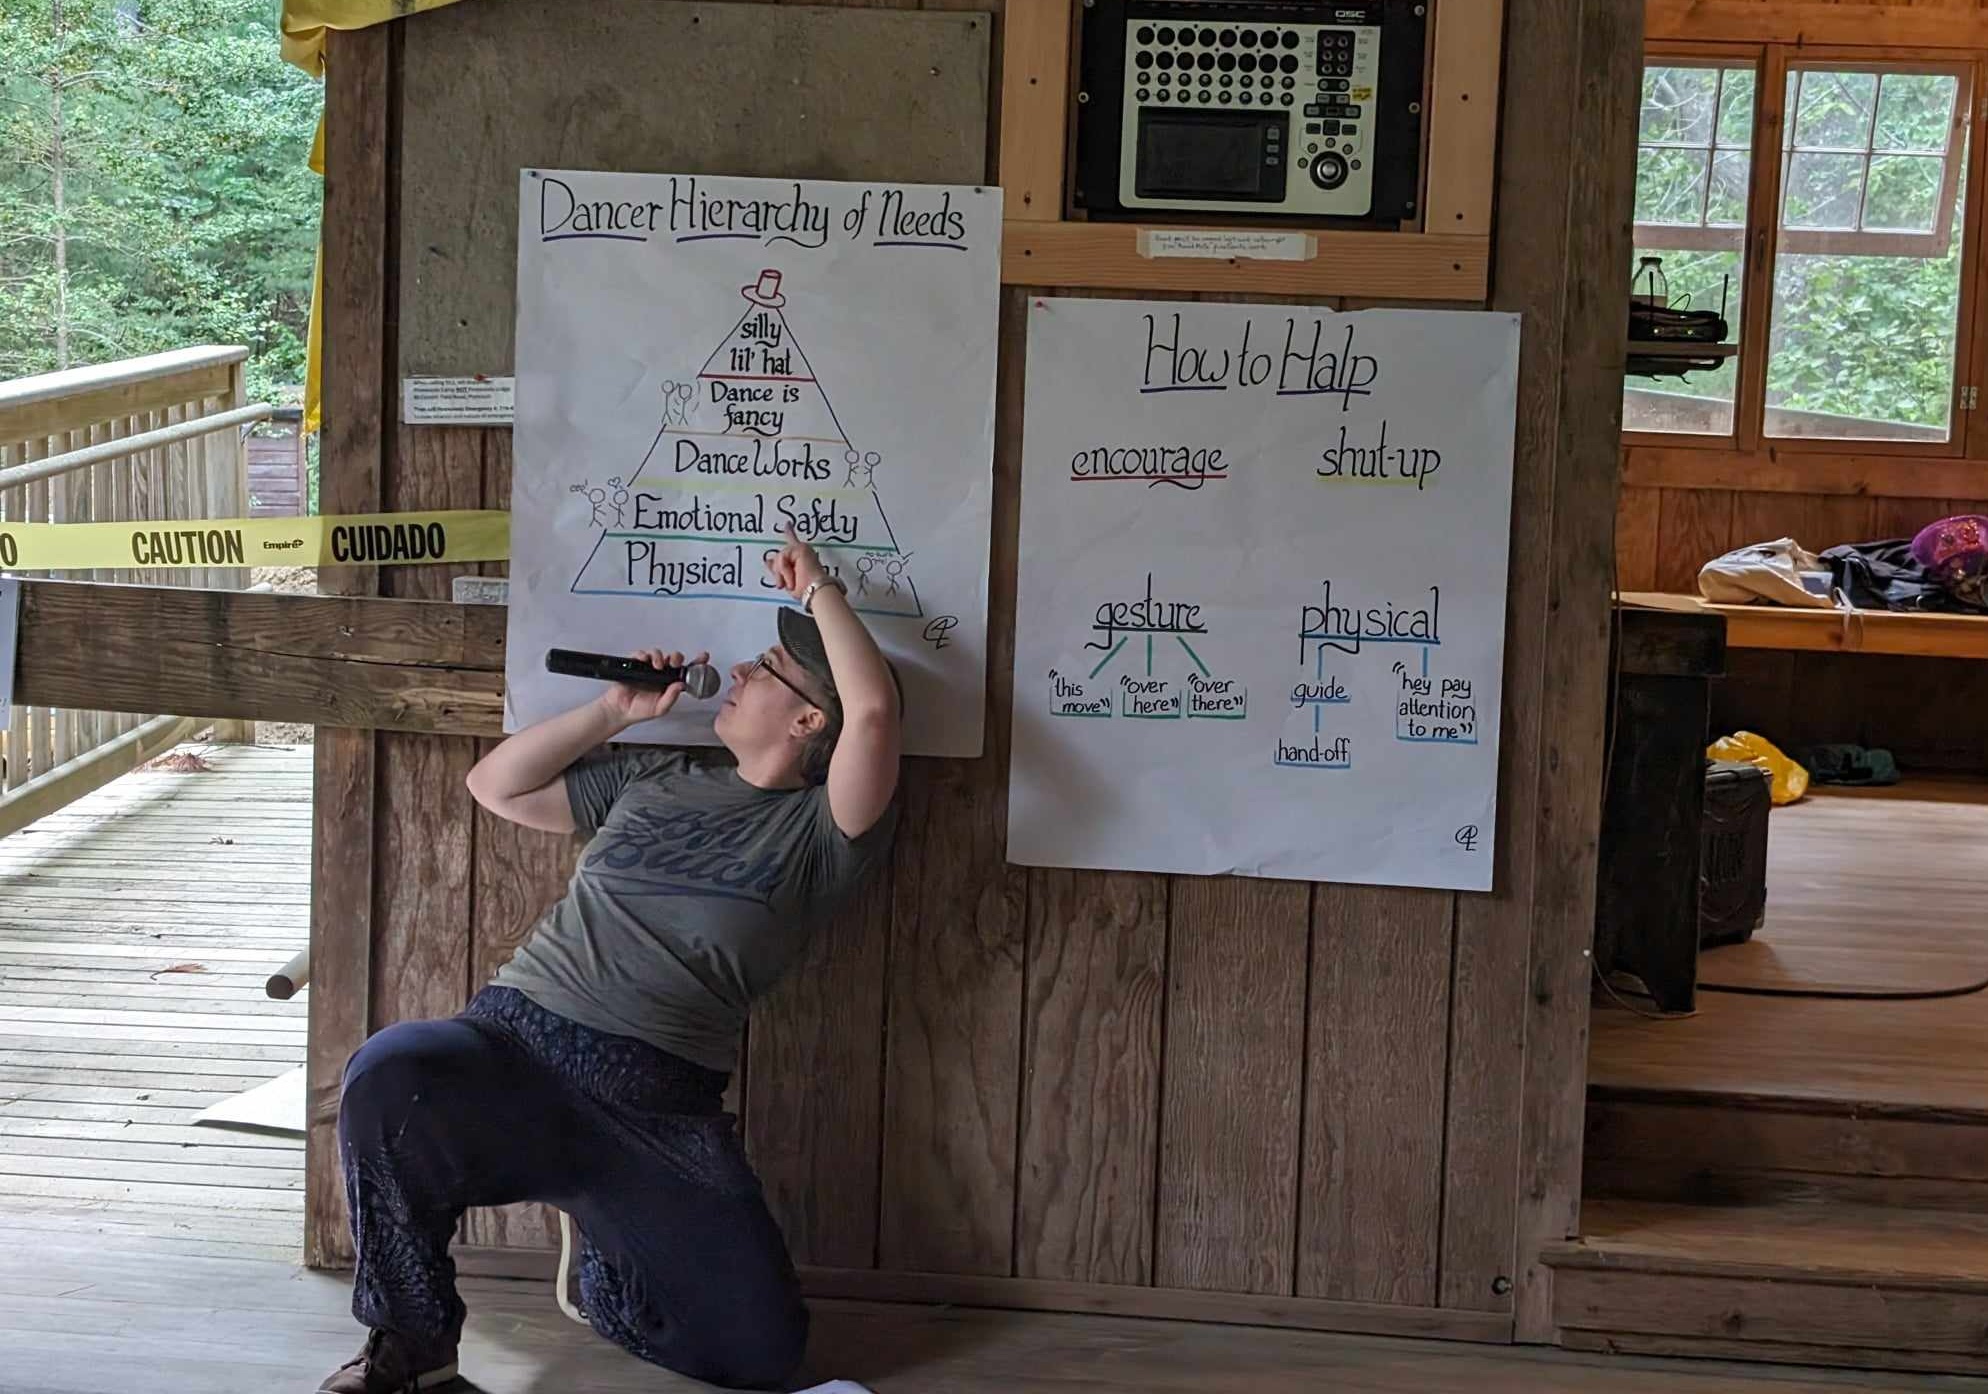 QSC
Dancer Hierarchy of Needs
silly
lil' hat
Dance is
fancy
Dance Works
Emotional Safety
Physical
How to Halp
encourage
shut-up
gesture
"this
move"
"over
here"
"over
there"
physical
guide
hand-off
"hey pay
attention
to me"
O CAUTION Empire CUIDADO